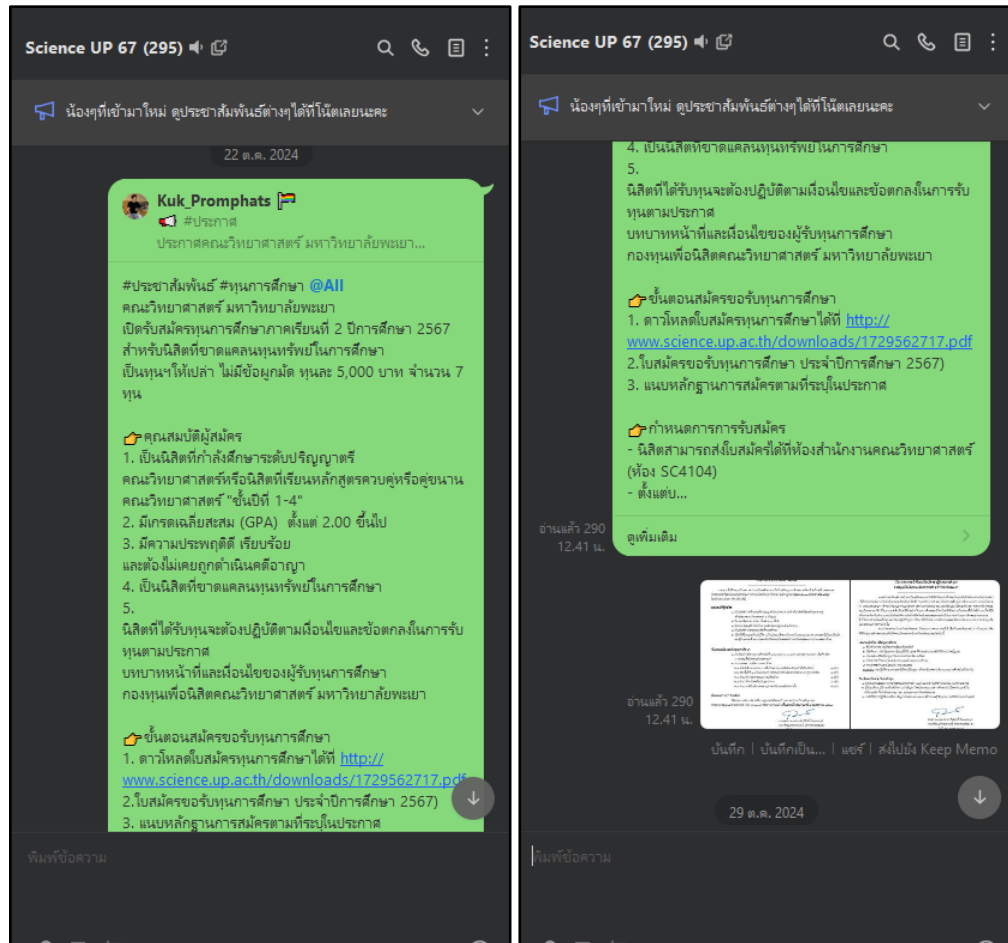 Science UP 67 (295)
น้องๆที่เข้ามาใหม่ ดูประชาสัมพันธ์ต่างๆได้ที่โน๊ตเลยนะคะ
22 ต.ค. 2024
Kuk_Promphats
#ประกาศ
ประกาศคณะวิทยาศาสตร์ มหาวิทยาลัยพะเยา...
#ประชาสัมพันธ์ #ทุนการศึกษา @All
คณะวิทยาศาสตร์ มหาวิทยาลัยพะเยา
เปิดรับสมัครทุนการศึกษาภาคเรียนที่ 2 ปีการศึกษา 2567
สำหรับนิสิตที่ขาดแคลนทุนทรัพย์ในการศึกษา
เป็นทุนฯให้เปล่า ไม่มีข้อผูกมัด ทุนละ 5,000 บาท จำนวน 7
ทุน
👉คุณสมบัติผู้สมัคร
1. เป็นนิสิตที่กำลังศึกษาระดับปริญญาตรี
คณะวิทยาศาสตร์หรือนิสิตที่เรียนหลักสูตรควบคู่หรือคู่ขนาน
คณะวิทยาศาสตร์ "ชั้นปีที่ 1-4"
2. มีเกรดเฉลี่ยสะสม (GPA) ตั้งแต่ 2.00 ขึ้นไป
3. มีความประพฤติดี เรียบร้อย
และต้องไม่เคยถูกดำเนินคดีอาญา
4. เป็นนิสิตที่ขาดแคลนทุนทรัพย์ในการศึกษา
5.
นิสิตที่ได้รับทุนจะต้องปฏิบัติตามเงื่อนไขและข้อตกลงในการรับ
ทุนตามประกาศ
บทบาทหน้าที่และเงื่อนไขของผู้รับทุนการศึกษา
กองทุนเพื่อนิสิตคณะวิทยาศาสตร์ มหาวิทยาลัยพะเยา
👉ขั้นตอนสมัครขอรับทุนการศึกษา
1. ดาวโหลดใบสมัครทุนการศึกษาได้ที่ http://
www.science.up.ac.th/downloads/1729562717.pdf
2.ใบสมัครขอรับทุนการศึกษา ประจำปีการศึกษา 2567)
3. แนบหลักฐานการสมัครตามที่ระบุในประกาศ
พิมพ์ข้อความ
Science UP 67 (295)
น้องๆที่เข้ามาใหม่ ดูประชาสัมพันธ์ต่างๆได้ที่โน๊ตเลยนะคะ
4. เป็นนิสิตที่ขาดแคลนทุนทรัพย์ในการศึกษา
5.
นิสิตที่ได้รับทุนจะต้องปฏิบัติตามเงื่อนไขและข้อตกลงในการรับ
ทุนตามประกาศ
บทบาทหน้าที่และเงื่อนไขของผู้รับทุนการศึกษา
กองทุนเพื่อนิสิตคณะวิทยาศาสตร์ มหาวิทยาลัยพะเยา
👉ขั้นตอนสมัครขอรับทุนการศึกษา
1. ดาวโหลดใบสมัครทุนการศึกษาได้ที่ http://
www.science.up.ac.th/downloads/1729562717.pdf
2.ใบสมัครขอรับทุนการศึกษา ประจำปีการศึกษา 2567)
3. แนบหลักฐานการสมัครตามที่ระบุในประกาศ
👉กำหนดการการรับสมัคร
- นิสิตสามารถส่งใบสมัครได้ที่ห้องสำนักงานคณะวิทยาศาสตร์
(ห้อง SC4104)
- ตั้งแต่บ...
อ่านแล้ว 290
12.41 น.
ดูเพิ่มเติม
อ่านแล้ว 290
12.41 น.
บันทึก | บันทึกเป็น... | แชร์ | ส่งไปยัง Keep Memo
29 ต.ค. 2024
พิมพ์ข้อความ